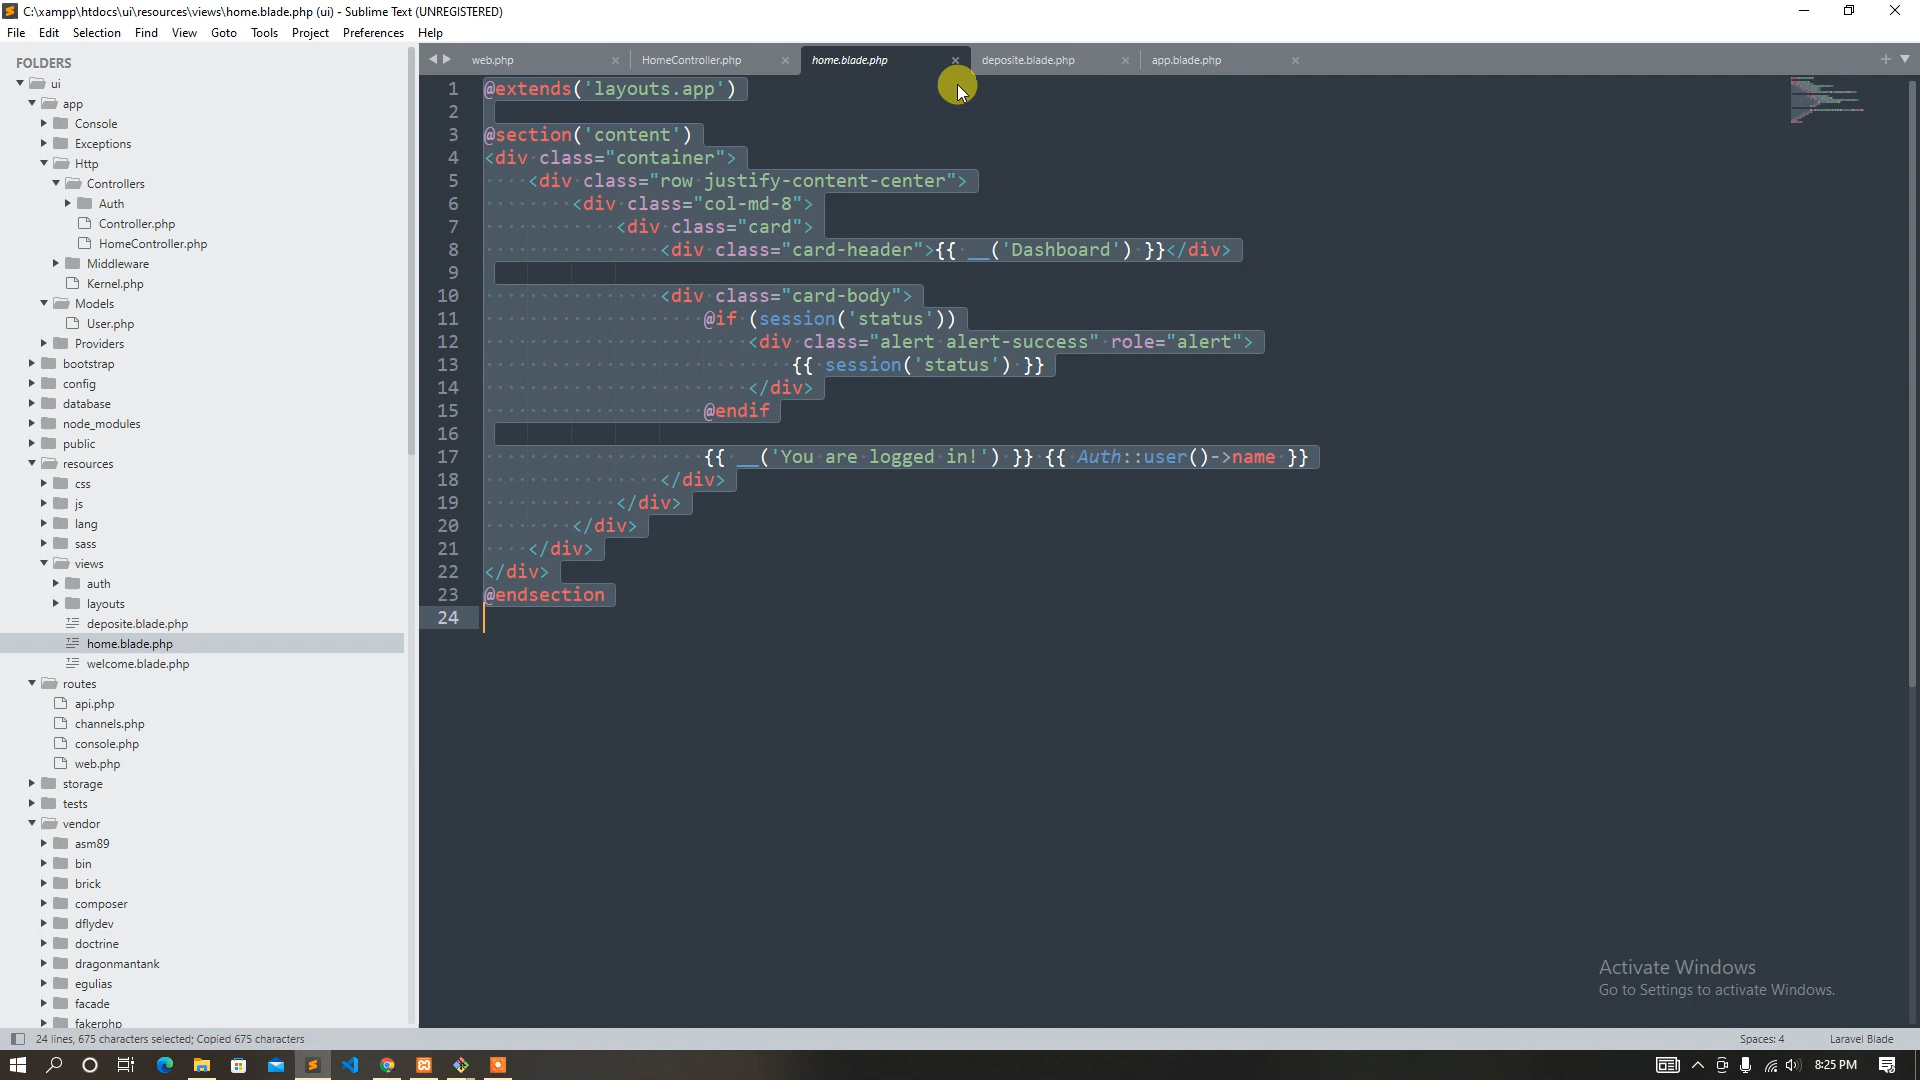 C:\xampp\htdocs\ui\resources\views\home.blade.php (ui) - Sublime Text (UNREGISTERED)
File Edit Selection Find View Goto Tools Project Preferences Help
FOLDERS
ui
app
Console
Exceptions
Http
Controllers
Auth
Controller.php
HomeController.php
Middleware
Kernel.php
Models
User.php
Providers
bootstrap
config
database
node_modules
public
resources
css
js
lang
sass
views
auth
layouts
deposite.blade.php
home.blade.php
welcome.blade.php
routes
api.php
channels.php
console.php
web.php
storage
tests
vendor
asm89
bin
brick
composer
dflydev
doctrine
dragonmantank
egulias
facade
fakerphp
web.php HomeController.php home.blade.php deposite.blade.php app.blade.php
1 @extends('layouts.app')
2
3 @section('content')
4 <div class="container">
5     <div class="row justify-content-center">
6         <div class="col-md-8">
7             <div class="card">
8                 <div class="card-header">{{ __('Dashboard') }}</div>
9
10                 <div class="card-body">
11                     @if (session('status'))
12                         <div class="alert alert-success" role="alert">
13                             {{ session('status') }}
14                         </div>
15                     @endif
16
17                     {{ __('You are logged in!') }} {{ Auth::user()->name }}
18                 </div>
19             </div>
20         </div>
21     </div>
22 </div>
23 @endsection
24
Activate Windows
Go to Settings to activate Windows.
24 lines, 675 characters selected; Copied 675 characters
Spaces: 4 Laravel Blade
8:25 PM